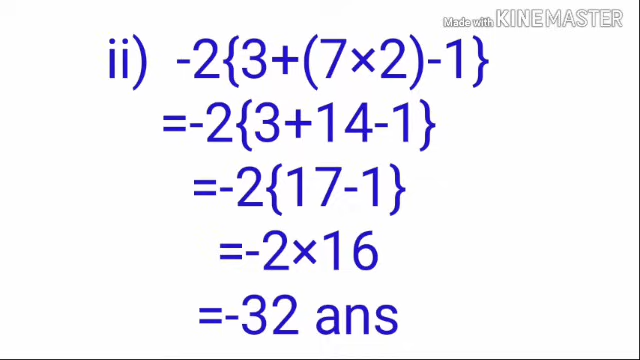 Made with KINEMASTER
ii) -2{3+(7×2)-1}
=-2{3+14-1}
=-2{17-1}
=-2×16
=-32 ans